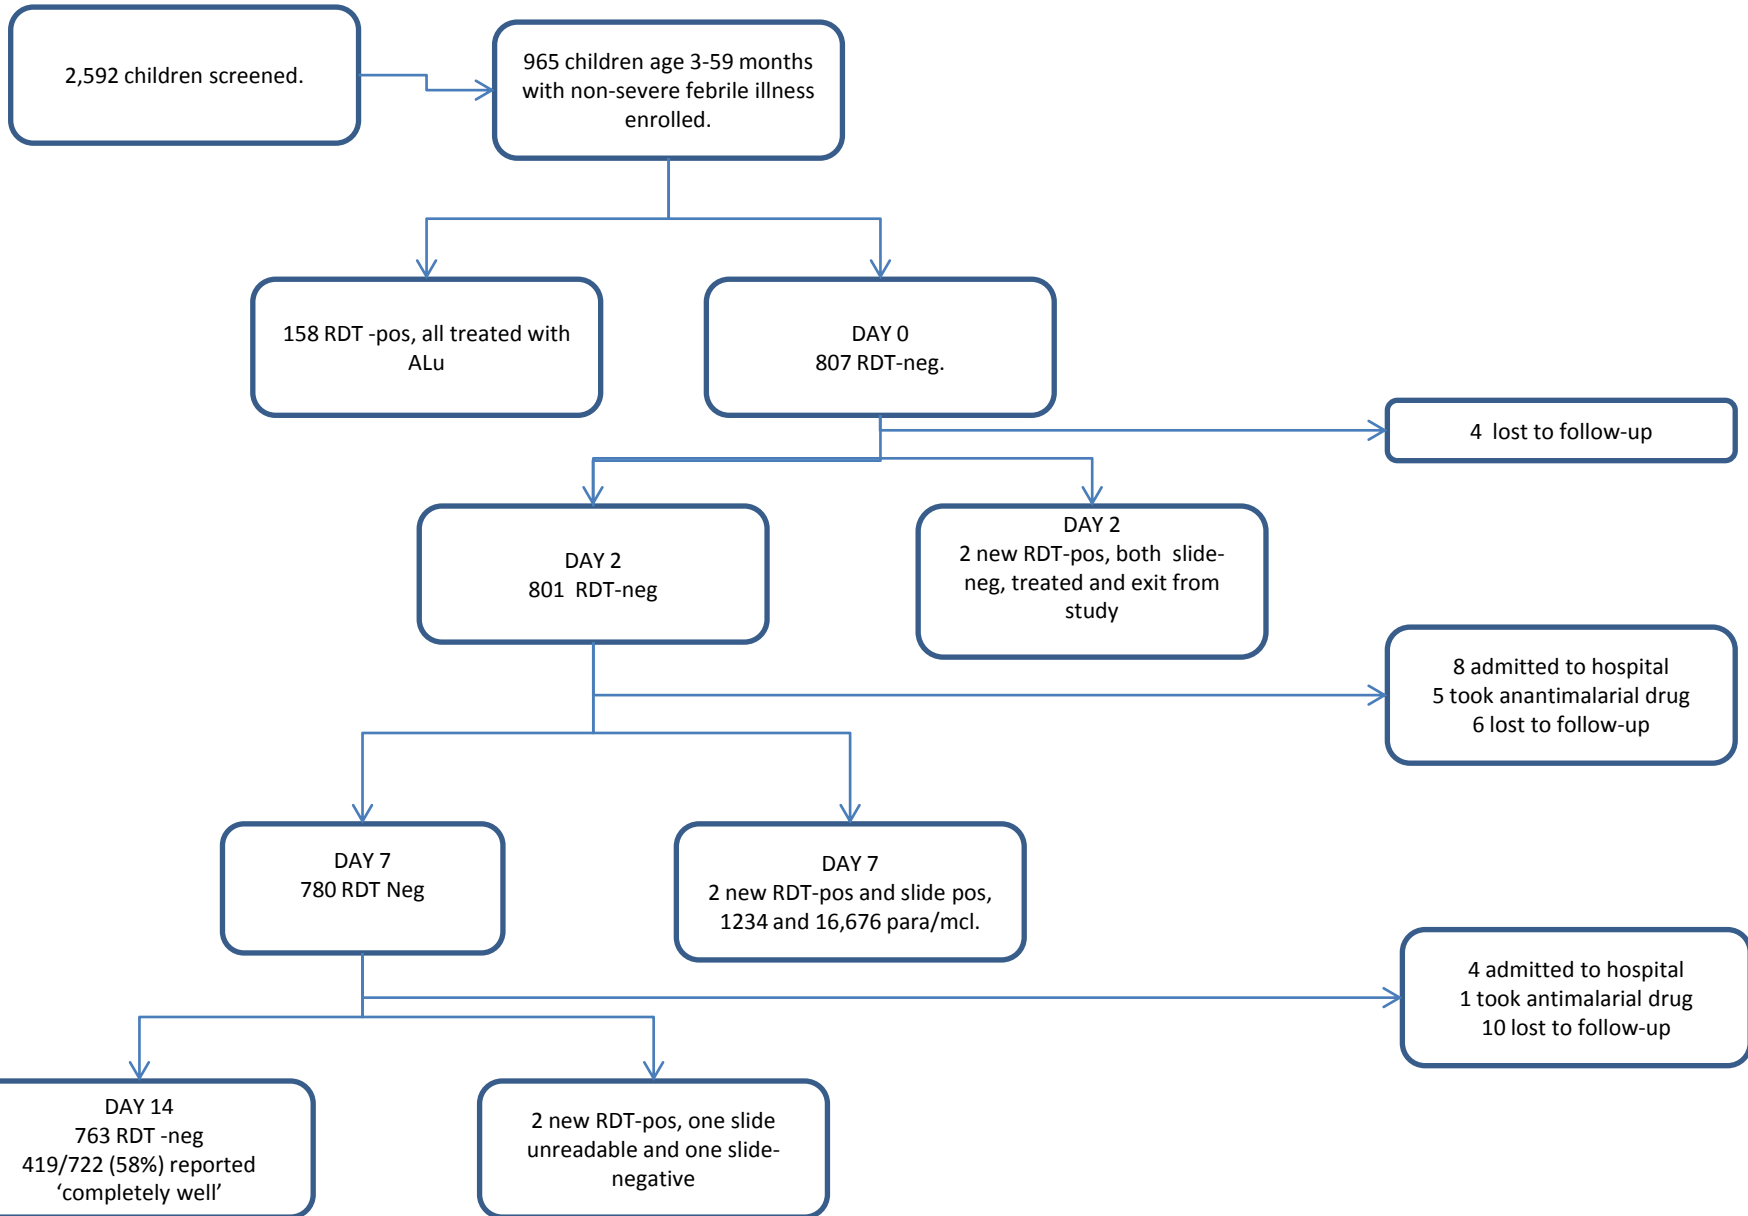 2,592 children screened.
965 children age 3-59 months
with non-severe febrile illness
enrolled.
158 RDT -pos, all treated with
ALu
DAY 0
807 RDT-neg.
4  lost to follow-up
DAY 2
801  RDT-neg
DAY 2
2 new RDT-pos, both  slide-
neg, treated and exit from
study
8 admitted to hospital
5 took anantimalarial drug
6 lost to follow-up
DAY 7
780 RDT Neg
DAY 7
2 new RDT-pos and slide pos,
1234 and 16,676 para/mcl.
4 admitted to hospital
1 took antimalarial drug
10 lost to follow-up
DAY 14
763 RDT -neg
419/722 (58%) reported
‘completely well’
2 new RDT-pos, one slide
unreadable and one slide-
negative